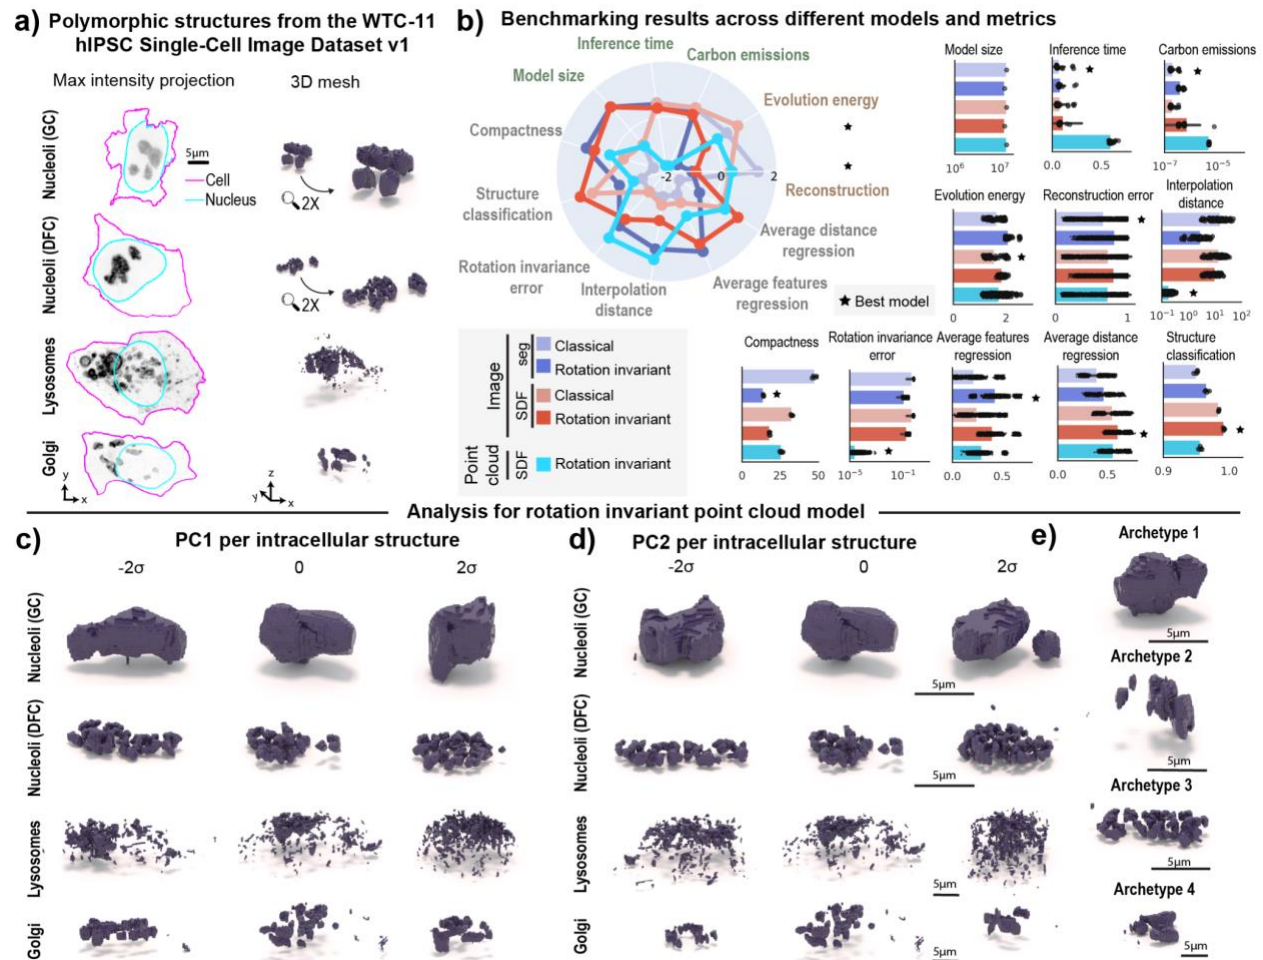 a) Polymorphic structures from the WTC-11
hIPSC Single-Cell Image Dataset v1
Max intensity projection
3D mesh
Nucleoli (GC)
5µm
Cell
Nucleus
2X
Nucleoli (DFC)
2X
Lysosomes
Golgi
y
x
z
y
x
b) Benchmarking results across different models and metrics
Inference time
Carbon emissions
Model size
Evolution energy
Compactness
Reconstruction
Structure
classification
Average distance
regression
Rotation invariance
error
Interpolation
distance
Average features
regression
-2
0
2
★ Best model
Image
seg
Classical
Rotation invariant
SDF
Classical
Rotation invariant
Point
cloud
SDF
Rotation invariant
Model size
10⁶ 10⁷
Inference time
0.0 0.5
Carbon emissions
10⁻⁷ 10⁻⁵
Evolution energy
0 2
Reconstruction error
0 1
Interpolation
distance
10⁻¹ 10⁰ 10¹ 10²
Compactness
0 25 50
Rotation invariance
error
10⁻⁵ 10⁻¹
Average features
regression
0.0 0.5
Average distance
regression
0.0 0.5
Structure
classification
0.9 1.0
Analysis for rotation invariant point cloud model
c) PC1 per intracellular structure
-2σ 0 2σ
Nucleoli (GC)
Nucleoli (DFC)
Lysosomes
Golgi
d) PC2 per intracellular structure
-2σ 0 2σ
Nucleoli (GC)
5µm
Nucleoli (DFC)
5µm
Lysosomes
5µm
Golgi
5µm
e)
Archetype 1
5µm
Archetype 2
5µm
Archetype 3
5µm
Archetype 4
5µm